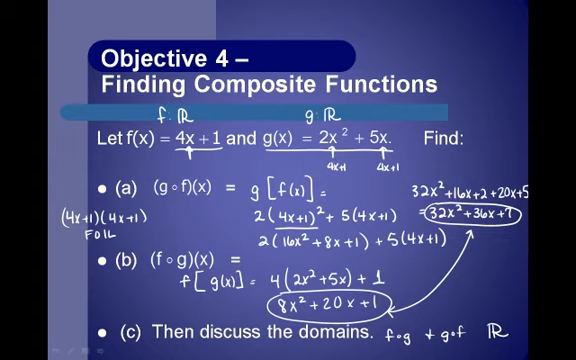 Objective 4 –
Finding Composite Functions
f: ℝ g: ℝ
Let f(x) = 4x + 1 and g(x) = 2x² + 5x. Find:
4x+1 4x+1
(a) (g ∘ f)(x) = g[f(x)] =
32x²+16x+2+20x+5
2(4x+1)² + 5(4x+1) = 32x²+36x+7
(4x+1)(4x+1)
FOIL
2(16x²+8x+1) + 5(4x+1)
(b) (f ∘ g)(x) =
f[g(x)] = 4(2x²+5x) + 1
8x²+20x+1
(c) Then discuss the domains. f∘g + g∘f ℝ